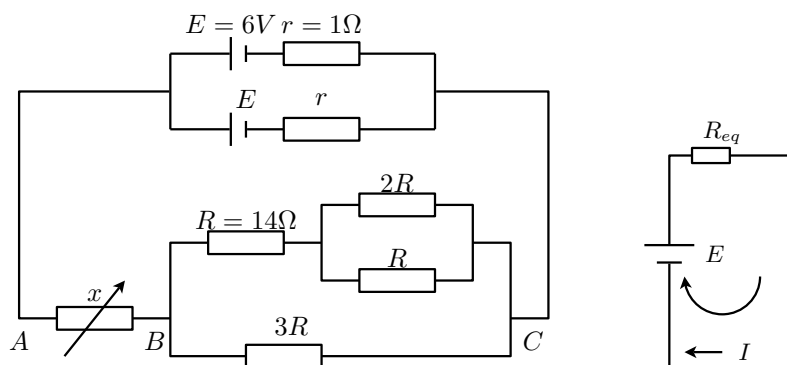 E = 6V r = 1Ω
E r
2R
R = 14Ω
R
x
3R
A B C
R_eq
E
I